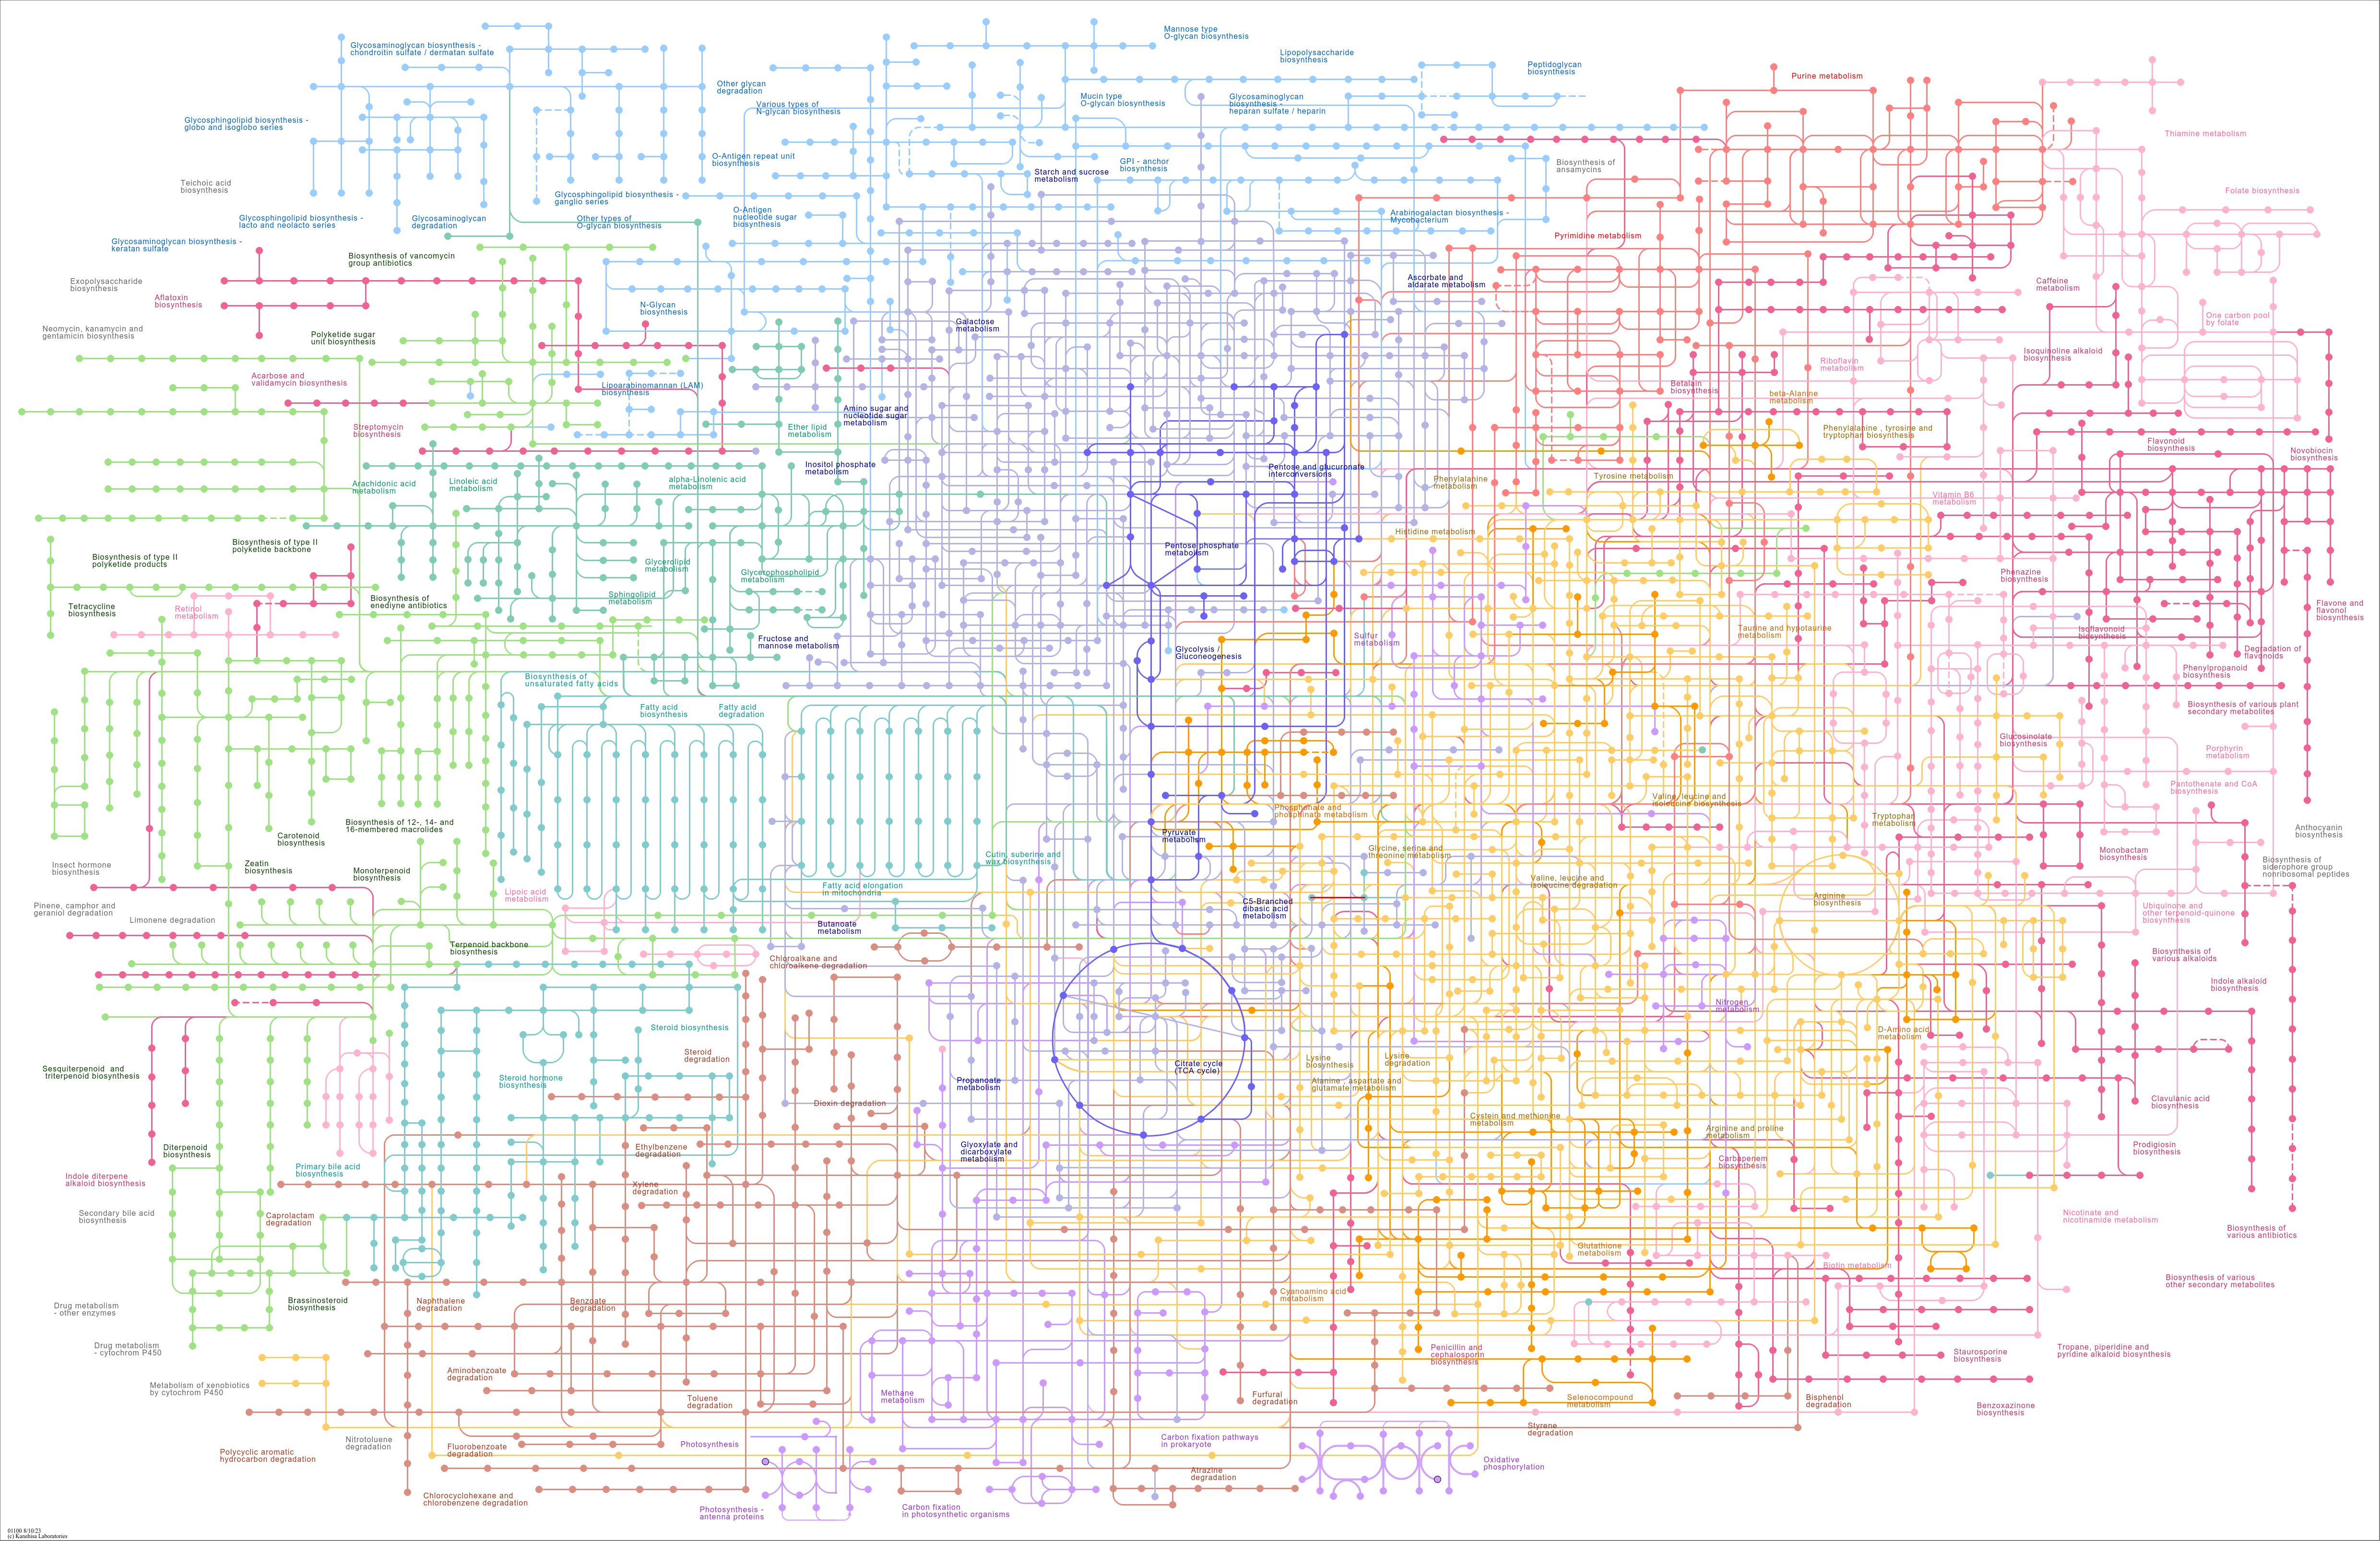 Mannose type
O-glycan biosynthesis
Glycosaminoglycan biosynthesis -
chondroitin sulfate / dermatan sulfate
Lipopolysaccharide
biosynthesis
Peptidoglycan
biosynthesis
Purine metabolism
Other glycan
degradation
Various types of
N-glycan biosynthesis
Mucin type
O-glycan biosynthesis
Glycosaminoglycan
biosynthesis -
heparan sulfate / heparin
Glycosphingolipid biosynthesis -
globo and isoglobo series
Thiamine metabolism
O-Antigen repeat unit
biosynthesis
GPI - anchor
biosynthesis
Biosynthesis of
ansamycins
Starch and sucrose
metabolism
Teichoic acid
biosynthesis
Glycosphingolipid biosynthesis -
ganglio series
Folate biosynthesis
Glycosphingolipid biosynthesis -
lacto and neolacto series
Glycosaminoglycan
degradation
Other types of
O-glycan biosynthesis
O-Antigen
nucleotide sugar
biosynthesis
Arabinogalactan biosynthesis -
Mycobacterium
Pyrimidine metabolism
Glycosaminoglycan biosynthesis -
keratan sulfate
Biosynthesis of vancomycin
group antibiotics
Exopolysaccharide
biosynthesis
Aflatoxin
biosynthesis
Ascorbate and
aldarate metabolism
Caffeine
metabolism
N-Glycan
biosynthesis
Neomycin, kanamycin and
gentamicin biosynthesis
Polyketide sugar
unit biosynthesis
Galactose
metabolism
One carbon pool
by folate
Isoquinoline alkaloid
biosynthesis
Riboflavin
metabolism
Acarbose and
validamycin biosynthesis
Lipoarabinomannan (LAM)
biosynthesis
Betalain
biosynthesis
beta-Alanine
metabolism
Amino sugar and
nucleotide sugar
metabolism
Streptomycin
biosynthesis
Ether lipid
metabolism
Phenylalanine , tyrosine and
tryptophan biosynthesis
Flavonoid
biosynthesis
Novobiocin
biosynthesis
Inositol phosphate
metabolism
Pentose and glucuronate
interconversions
Arachidonic acid
metabolism
Linoleic acid
metabolism
alpha-Linolenic acid
metabolism
Phenylalanine
metabolism
Tyrosine metabolism
Vitamin B6
metabolism
Histidine metabolism
Biosynthesis of type II
polyketide backbone
Biosynthesis of type II
polyketide products
Pentose phosphate
metabolism
Glycerolipid
metabolism
Glycerophospholipid
metabolism
Phenazine
biosynthesis
Sphingolipid
metabolism
Biosynthesis of
enediyne antibiotics
Tetracycline
biosynthesis
Retinol
metabolism
Flavone and
flavonol
biosynthesis
Taurine and hypotaurine
metabolism
Isoflavonoid
biosynthesis
Fructose and
mannose metabolism
Sulfur
metabolism
Glycolysis /
Gluconeogenesis
Degradation of
flavonoids
Phenylpropanoid
biosynthesis
Biosynthesis of
unsaturated fatty acids
Biosynthesis of various plant
secondary metabolites
Fatty acid
biosynthesis
Fatty acid
degradation
Glucosinolate
biosynthesis
Porphyrin
metabolism
Pantothenate and CoA
biosynthesis
Valine, leucine and
isoleucine biosynthesis
Phosphonate and
phosphinate metabolism
Tryptophan
metabolism
Biosynthesis of 12-, 14- and
16-membered macrolides
Carotenoid
biosynthesis
Pyruvate
metabolism
Anthocyanin
biosynthesis
Glycine, serine and
threonine metabolism
Cutin, suberine and
wax biosynthesis
Monobactam
biosynthesis
Biosynthesis of
siderophore group
nonribosomal peptides
Insect hormone
biosynthesis
Zeatin
biosynthesis
Monoterpenoid
biosynthesis
Valine, leucine and
isoleucine degradation
Fatty acid elongation
in mitochondria
Lipoic acid
metabolism
Arginine
biosynthesis
C5-Branched
dibasic acid
metabolism
Pinene, camphor and
geraniol degradation
Limonene degradation
Butanoate
metabolism
Ubiquinone and
other terpenoid-quinone
biosynthesis
Terpenoid backbone
biosynthesis
Chloroalkane and
chloroalkene degradation
Biosynthesis of
various alkaloids
Indole alkaloid
biosynthesis
Nitrogen
metabolism
Steroid biosynthesis
D-Amino acid
metabolism
Steroid
degradation
Citrate cycle
(TCA cycle)
Lysine
biosynthesis
Lysine
degradation
Sesquiterpenoid and
triterpenoid biosynthesis
Steroid hormone
biosynthesis
Propanoate
metabolism
Alanine , aspartate and
glutamate metabolism
Dioxin degradation
Clavulanic acid
biosynthesis
Cystein and methionine
metabolism
Arginine and proline
metabolism
Glyoxylate and
dicarboxylate
metabolism
Ethylbenzene
degradation
Diterpenoid
biosynthesis
Prodigiosin
biosynthesis
Carbapenem
biosynthesis
Primary bile acid
biosynthesis
Indole diterpene
alkaloid biosynthesis
Xylene
degradation
Secondary bile acid
biosynthesis
Caprolactam
degradation
Nicotinate and
nicotinamide metabolism
Biosynthesis of
various antibiotics
Glutathione
metabolism
Biotin metabolism
Biosynthesis of various
other secondary metabolites
Cyanoamino acid
metabolism
Drug metabolism
- other enzymes
Brassinosteroid
biosynthesis
Naphthalene
degradation
Benzoate
degradation
Drug metabolism
- cytochrom P450
Penicillin and
cephalosporin
biosynthesis
Staurosporine
biosynthesis
Tropane, piperidine and
pyridine alkaloid biosynthesis
Aminobenzoate
degradation
Metabolism of xenobiotics
by cytochrom P450
Toluene
degradation
Methane
metabolism
Furfural
degradation
Selenocompound
metabolism
Bisphenol
degradation
Benzoxazinone
biosynthesis
Styrene
degradation
Nitrotoluene
degradation
Polycyclic aromatic
hydrocarbon degradation
Fluorobenzoate
degradation
Photosynthesis
Carbon fixation pathways
in prokaryote
Oxidative
phosphorylation
Atrazine
degradation
Chlorocyclohexane and
chlorobenzene degradation
Photosynthesis -
antenna proteins
Carbon fixation
in photosynthetic organisms
01100 8/10/23
(c) Kanehisa Laboratories